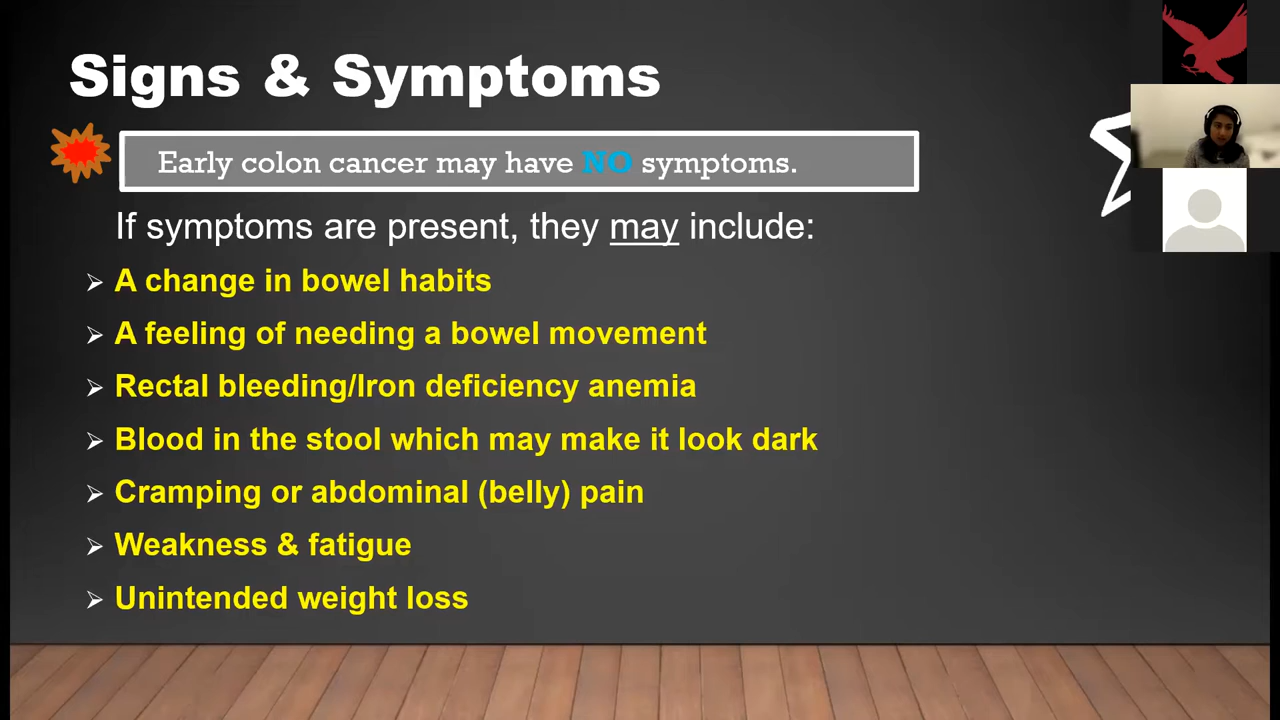 Signs & Symptoms
Early colon cancer may have NO symptoms.
If symptoms are present, they may include:
A change in bowel habits
A feeling of needing a bowel movement
Rectal bleeding/Iron deficiency anemia
Blood in the stool which may make it look dark
Cramping or abdominal (belly) pain
Weakness & fatigue
Unintended weight loss